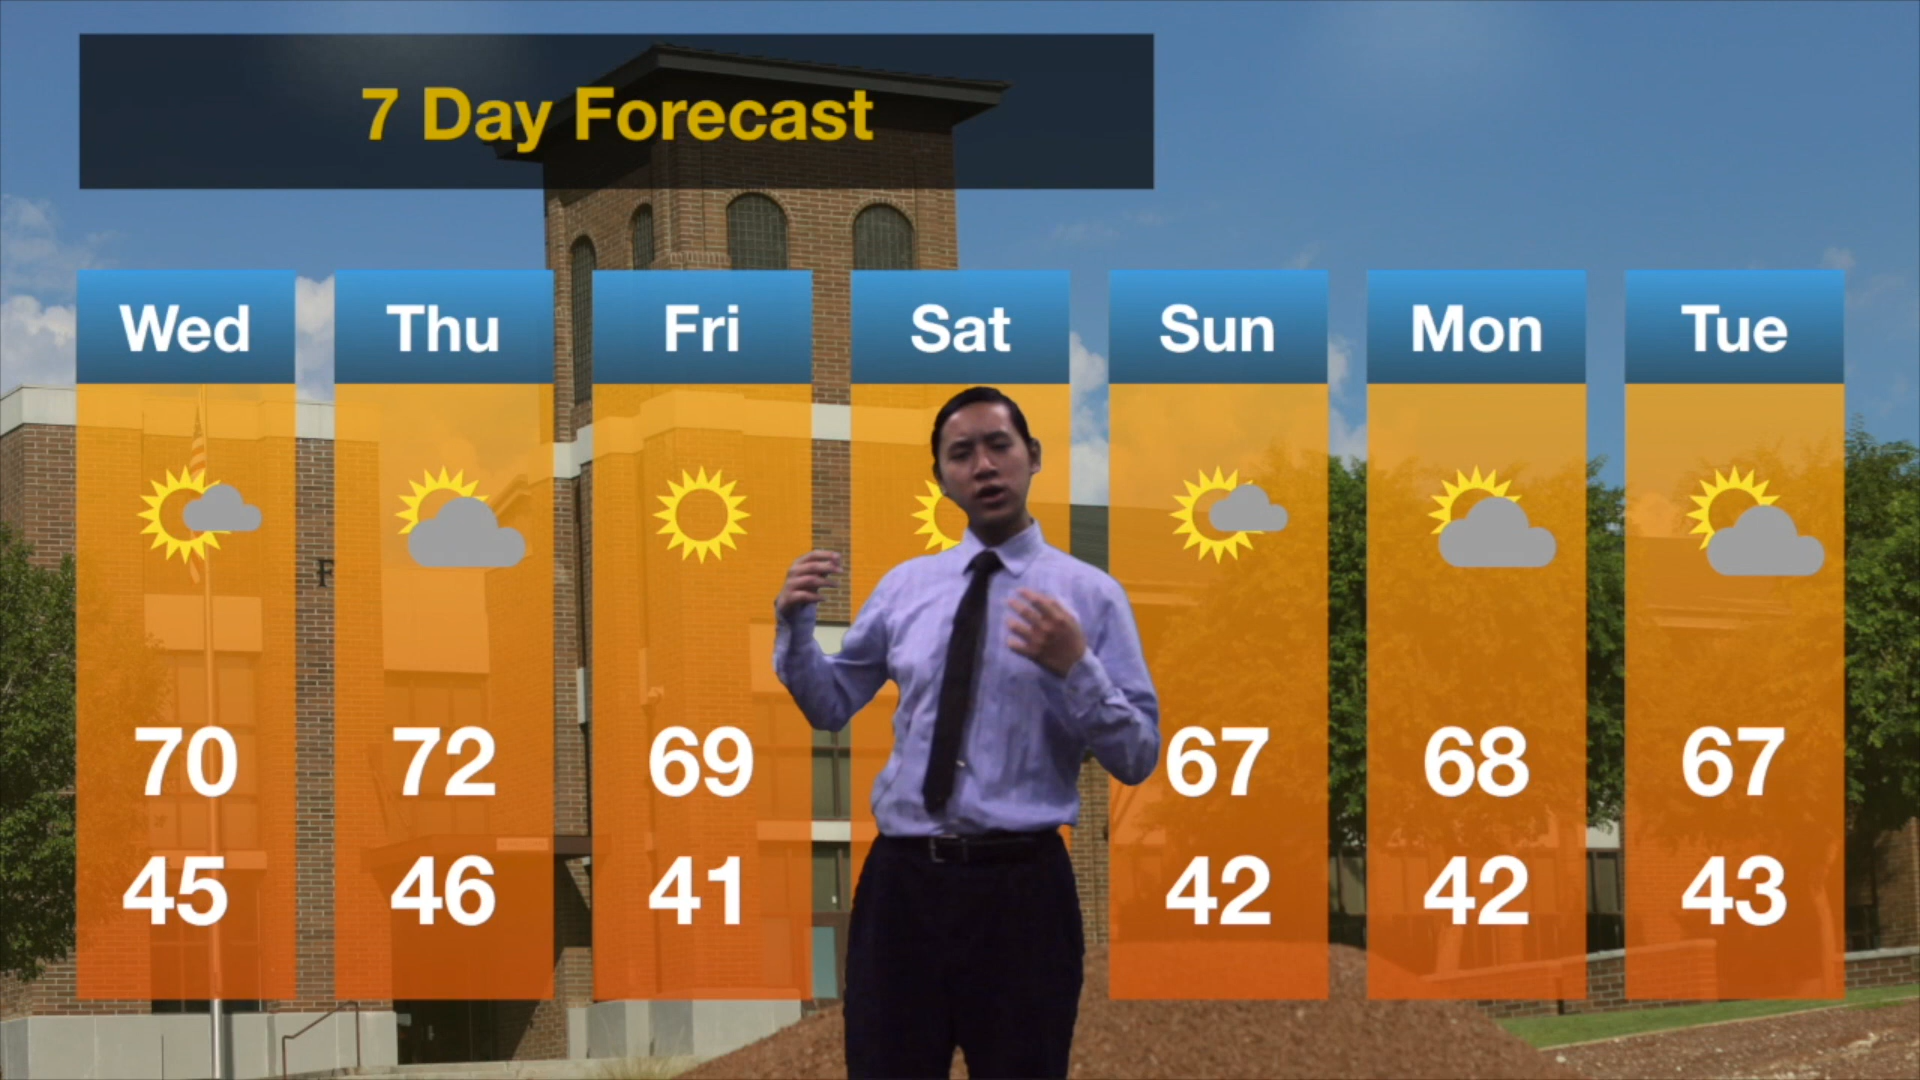 7 Day Forecast
Wed Thu Fri Sat Sun Mon Tue
70 72 69 67 68 67
45 46 41 42 42 43
F